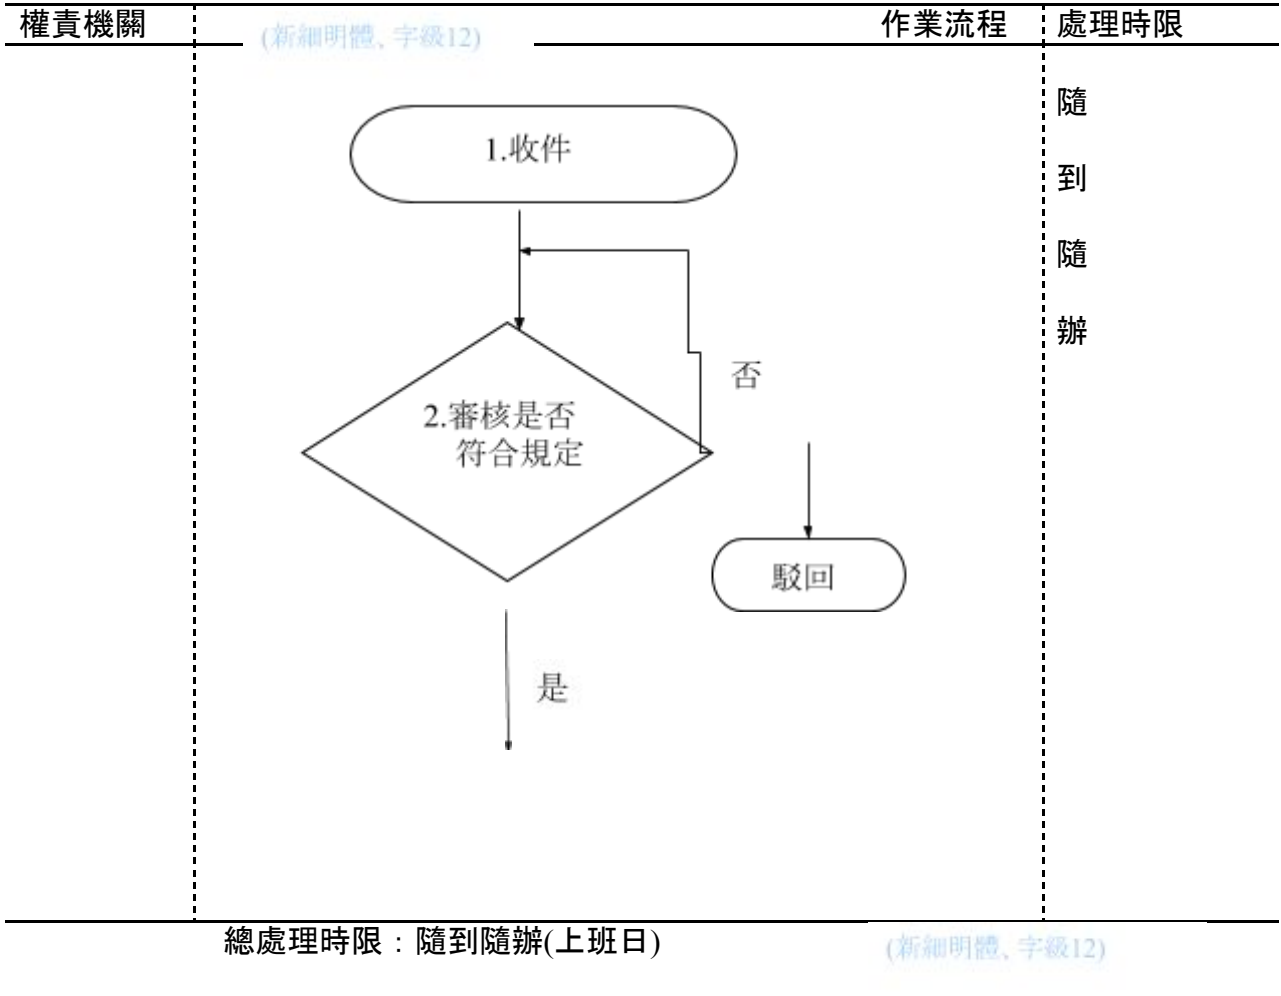 權責機關
(新細明體、字級12)
作業流程
處理時限
1.收件
隨
到
隨
辦
否
2.審核是否
符合規定
駁回
是
總處理時限：隨到隨辦(上班日)
(新細明體、字級12)